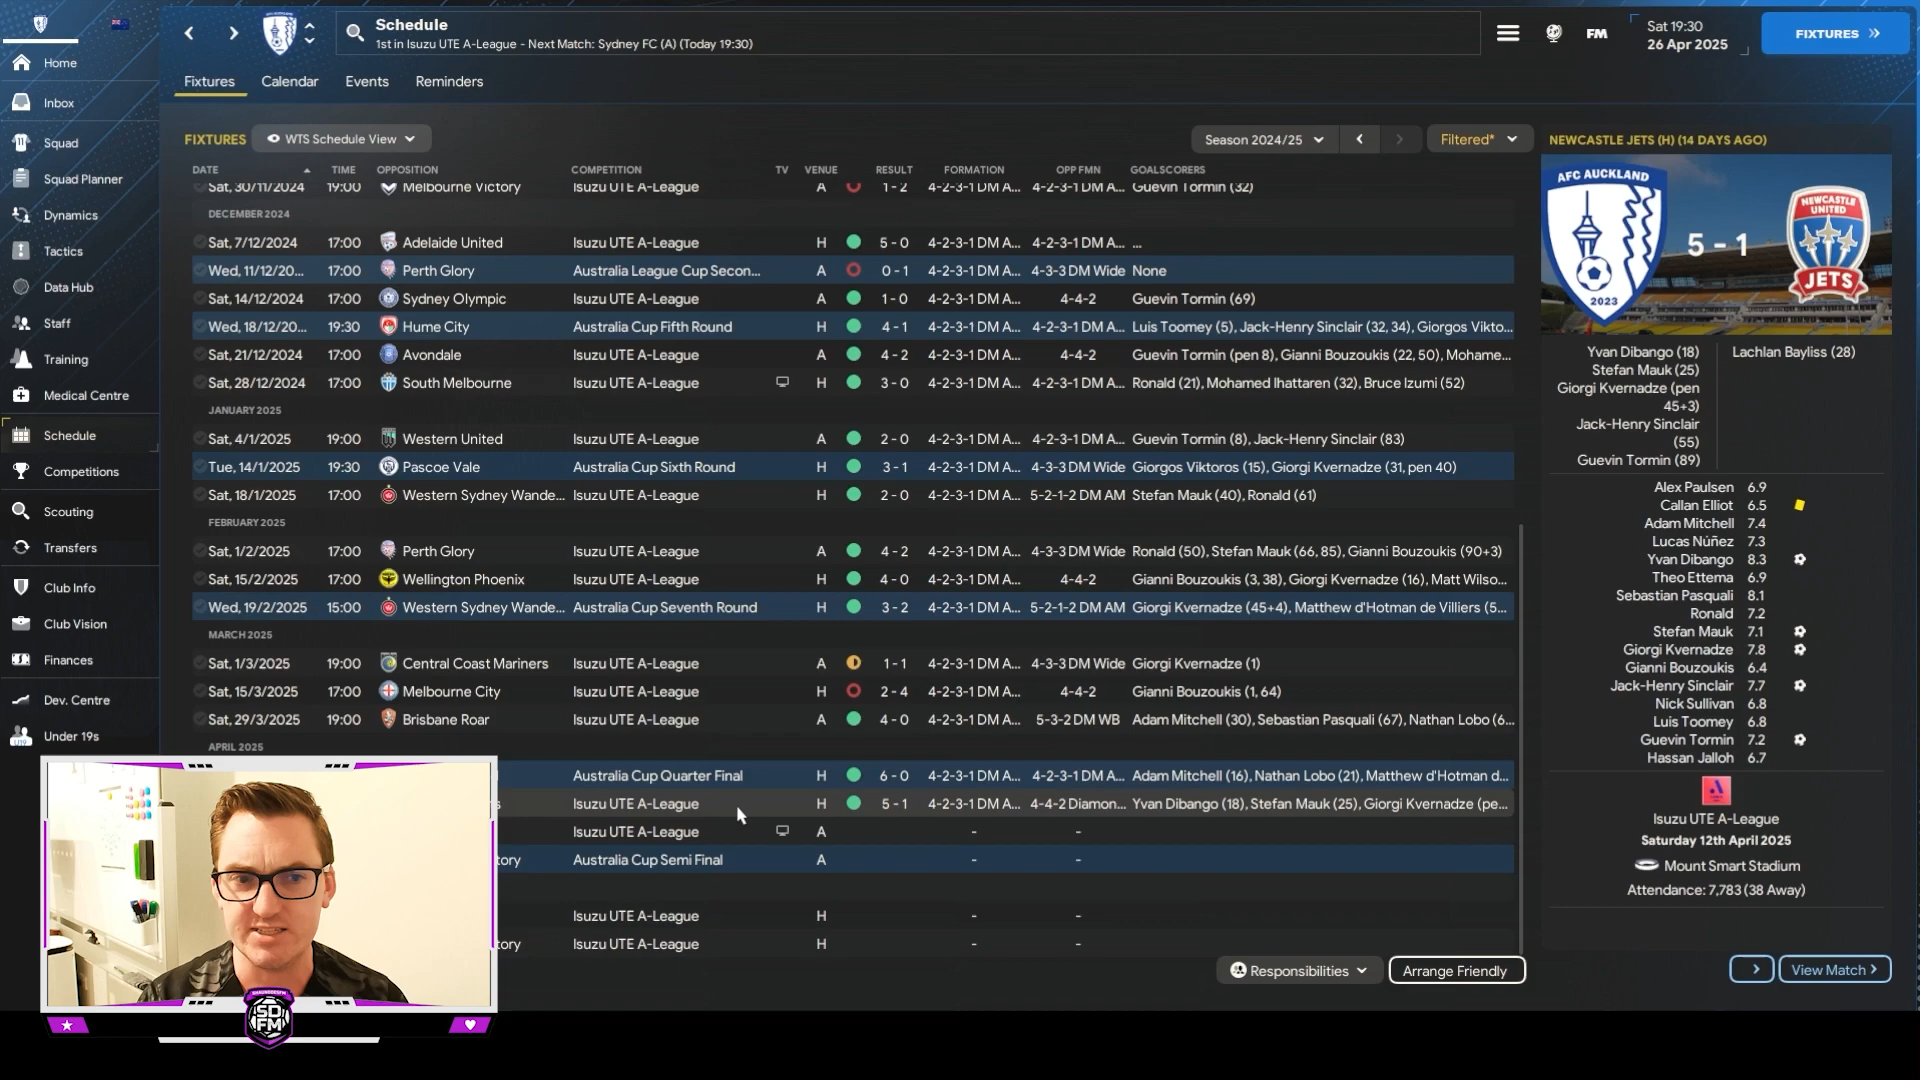 Schedule
1st in Isuzu UTE A-League - Next Match: Sydney FC (A) (Today 19:30)
FM
Sat 19:30
26 Apr 2025
FIXTURES
Home
Inbox
Squad
Squad Planner
Dynamics
Tactics
Data Hub
Staff
Training
Medical Centre
Schedule
Competitions
Scouting
Transfers
Club Info
Club Vision
Finances
Dev. Centre
Under 19s
U19
Fixtures Calendar Events Reminders
FIXTURES WTS Schedule View Season 2024/25 Filtered*
DATE TIME OPPOSITION COMPETITION TV VENUE RESULT FORMATION OPP FMN GOALSCORERS
Sat, 30/11/2024 19:00 Melbourne Victory Isuzu UTE A-League A 1 - 2 4-2-3-1 DM A... 4-2-3-1 DM A... Guevin Tormin (32)
DECEMBER 2024
Sat, 7/12/2024 17:00 Adelaide United Isuzu UTE A-League H 5 - 0 4-2-3-1 DM A... 4-2-3-1 DM A... ...
Wed, 11/12/20... 17:00 Perth Glory Australia League Cup Secon... A 0 - 1 4-2-3-1 DM A... 4-3-3 DM Wide None
Sat, 14/12/2024 17:00 Sydney Olympic Isuzu UTE A-League A 1 - 0 4-2-3-1 DM A... 4-4-2 Guevin Tormin (69)
Wed, 18/12/20... 19:30 Hume City Australia Cup Fifth Round H 4 - 1 4-2-3-1 DM A... 4-2-3-1 DM A... Luis Toomey (5), Jack-Henry Sinclair (32, 34), Giorgos Vikto...
Sat, 21/12/2024 17:00 Avondale Isuzu UTE A-League A 4 - 2 4-2-3-1 DM A... 4-4-2 Guevin Tormin (pen 8), Gianni Bouzoukis (22, 50), Mohame...
Sat, 28/12/2024 17:00 South Melbourne Isuzu UTE A-League H 3 - 0 4-2-3-1 DM A... 4-2-3-1 DM A... Ronald (21), Mohamed Ihattaren (32), Bruce Izumi (52)
JANUARY 2025
Sat, 4/1/2025 19:00 Western United Isuzu UTE A-League A 2 - 0 4-2-3-1 DM A... 4-2-3-1 DM A... Guevin Tormin (8), Jack-Henry Sinclair (83)
Tue, 14/1/2025 19:30 Pascoe Vale Australia Cup Sixth Round H 3 - 1 4-2-3-1 DM A... 4-3-3 DM Wide Giorgos Viktoros (15), Giorgi Kvernadze (31, pen 40)
Sat, 18/1/2025 17:00 Western Sydney Wande... Isuzu UTE A-League H 2 - 0 4-2-3-1 DM A... 5-2-1-2 DM AM Stefan Mauk (40), Ronald (61)
FEBRUARY 2025
Sat, 1/2/2025 17:00 Perth Glory Isuzu UTE A-League A 4 - 2 4-2-3-1 DM A... 4-3-3 DM Wide Ronald (50), Stefan Mauk (66, 85), Gianni Bouzoukis (90+3)
Sat, 15/2/2025 17:00 Wellington Phoenix Isuzu UTE A-League H 4 - 0 4-2-3-1 DM A... 4-4-2 Gianni Bouzoukis (3, 38), Giorgi Kvernadze (16), Matt Wilso...
Wed, 19/2/2025 15:00 Western Sydney Wande... Australia Cup Seventh Round H 3 - 2 4-2-3-1 DM A... 5-2-1-2 DM AM Giorgi Kvernadze (45+4), Matthew d'Hotman de Villiers (5...
MARCH 2025
Sat, 1/3/2025 19:00 Central Coast Mariners Isuzu UTE A-League A 1 - 1 4-2-3-1 DM A... 4-3-3 DM Wide Giorgi Kvernadze (1)
Sat, 15/3/2025 17:00 Melbourne City Isuzu UTE A-League H 2 - 4 4-2-3-1 DM A... 4-4-2 Gianni Bouzoukis (1, 64)
Sat, 29/3/2025 19:00 Brisbane Roar Isuzu UTE A-League A 4 - 0 4-2-3-1 DM A... 5-3-2 DM WB Adam Mitchell (30), Sebastian Pasquali (67), Nathan Lobo (6...
APRIL 2025
Australia Cup Quarter Final H 6 - 0 4-2-3-1 DM A... 4-2-3-1 DM A... Adam Mitchell (16), Nathan Lobo (21), Matthew d'Hotman d...
s Isuzu UTE A-League H 5 - 1 4-2-3-1 DM A... 4-4-2 Diamon... Yvan Dibango (18), Stefan Mauk (25), Giorgi Kvernadze (pe...
Isuzu UTE A-League A - -
tory Australia Cup Semi Final A - -
Isuzu UTE A-League H - -
tory Isuzu UTE A-League H - -
Responsibilities Arrange Friendly
NEWCASTLE JETS (H) (14 DAYS AGO)
AFC AUCKLAND
2023
5 - 1
NEWCASTLE
UNITED
JETS
Yvan Dibango (18)
Stefan Mauk (25)
Giorgi Kvernadze (pen
45+3)
Jack-Henry Sinclair
(55)
Guevin Tormin (89)
Lachlan Bayliss (28)
Alex Paulsen 6.9
Callan Elliot 6.5
Adam Mitchell 7.4
Lucas Núñez 7.3
Yvan Dibango 8.3
Theo Ettema 6.9
Sebastian Pasquali 8.1
Ronald 7.2
Stefan Mauk 7.1
Giorgi Kvernadze 7.8
Gianni Bouzoukis 6.4
Jack-Henry Sinclair 7.7
Nick Sullivan 6.8
Luis Toomey 6.8
Guevin Tormin 7.2
Hassan Jalloh 6.7
Isuzu UTE A-League
Saturday 12th April 2025
Mount Smart Stadium
Attendance: 7,783 (38 Away)
View Match
SD
FM